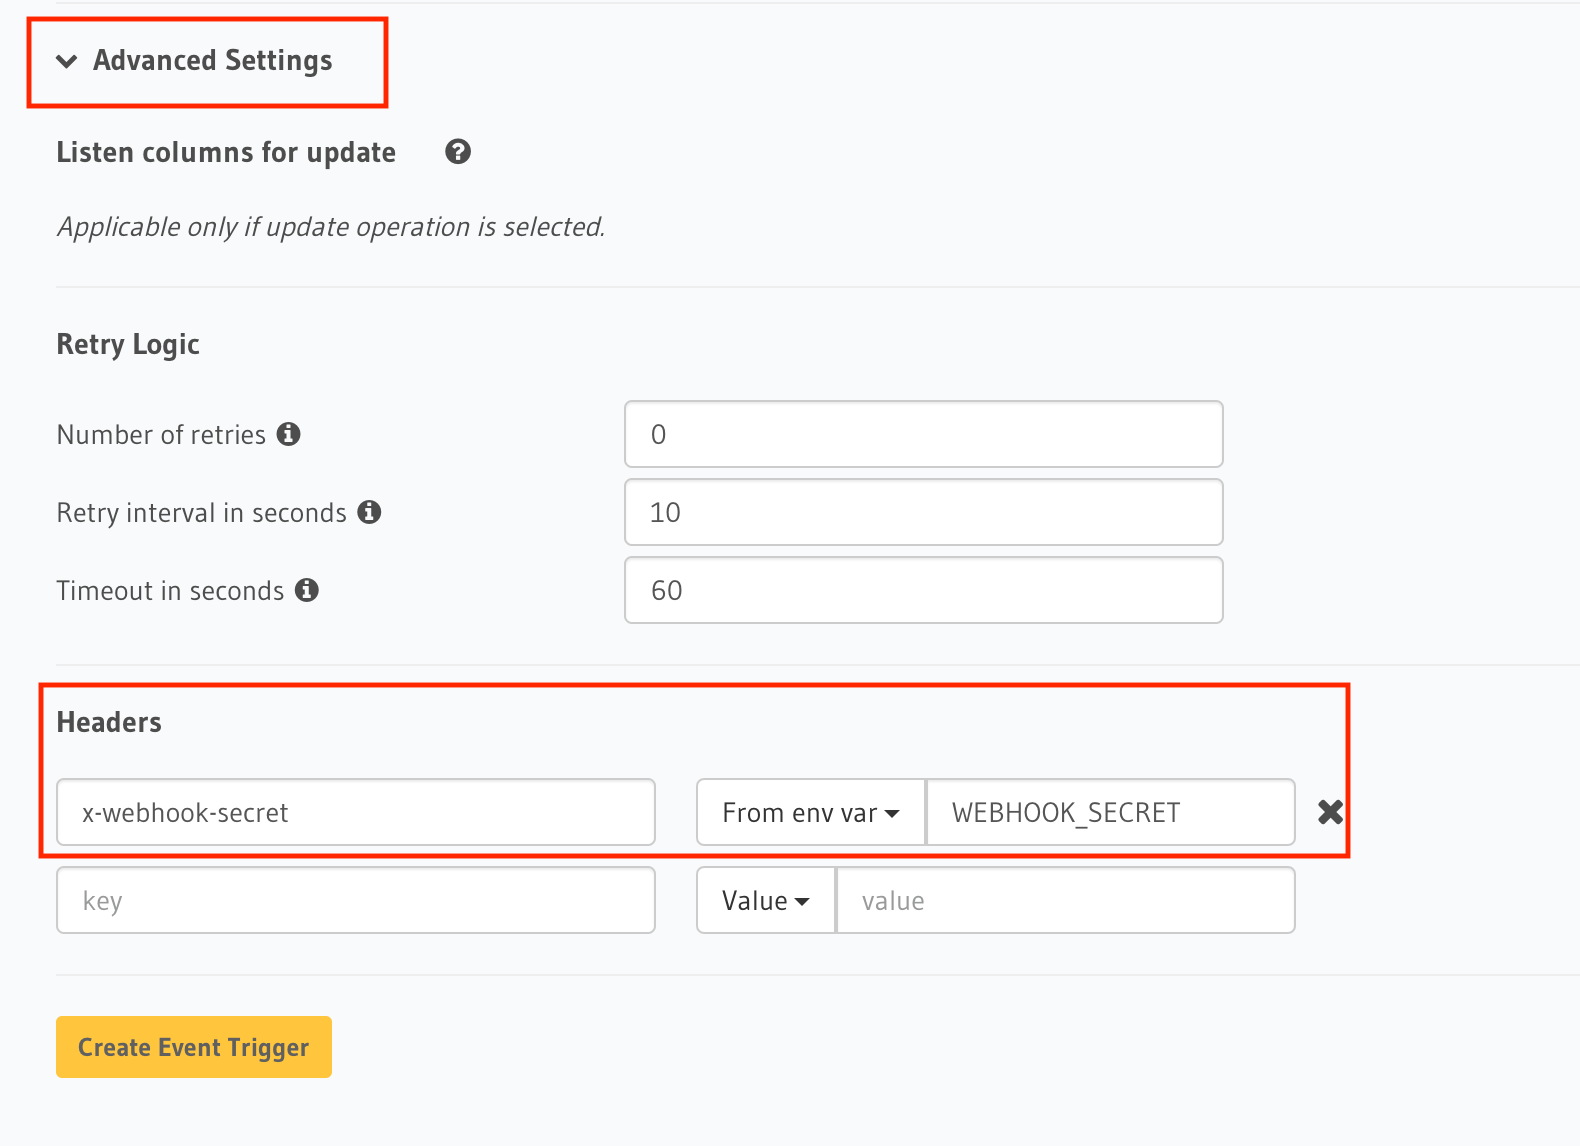 Advanced Settings
Listen columns for update
Applicable only if update operation is selected.
Retry Logic
Number of retries 0
Retry interval in seconds 10
Timeout in seconds 60
Headers
x-webhook-secret From env var WEBHOOK_SECRET
key Value value
Create Event Trigger